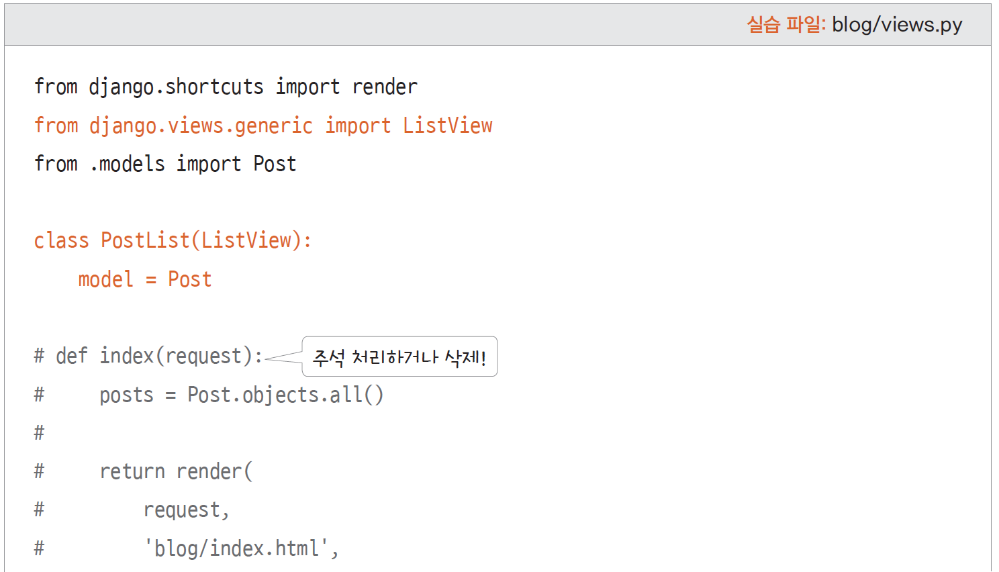 실습 파일: blog/views.py
from django.shortcuts import render
from django.views.generic import ListView
from .models import Post
class PostList(ListView):
    model = Post
# def index(request): 주석 처리하거나 삭제!
#     posts = Post.objects.all()
#
#     return render(
#         request,
#         'blog/index.html',